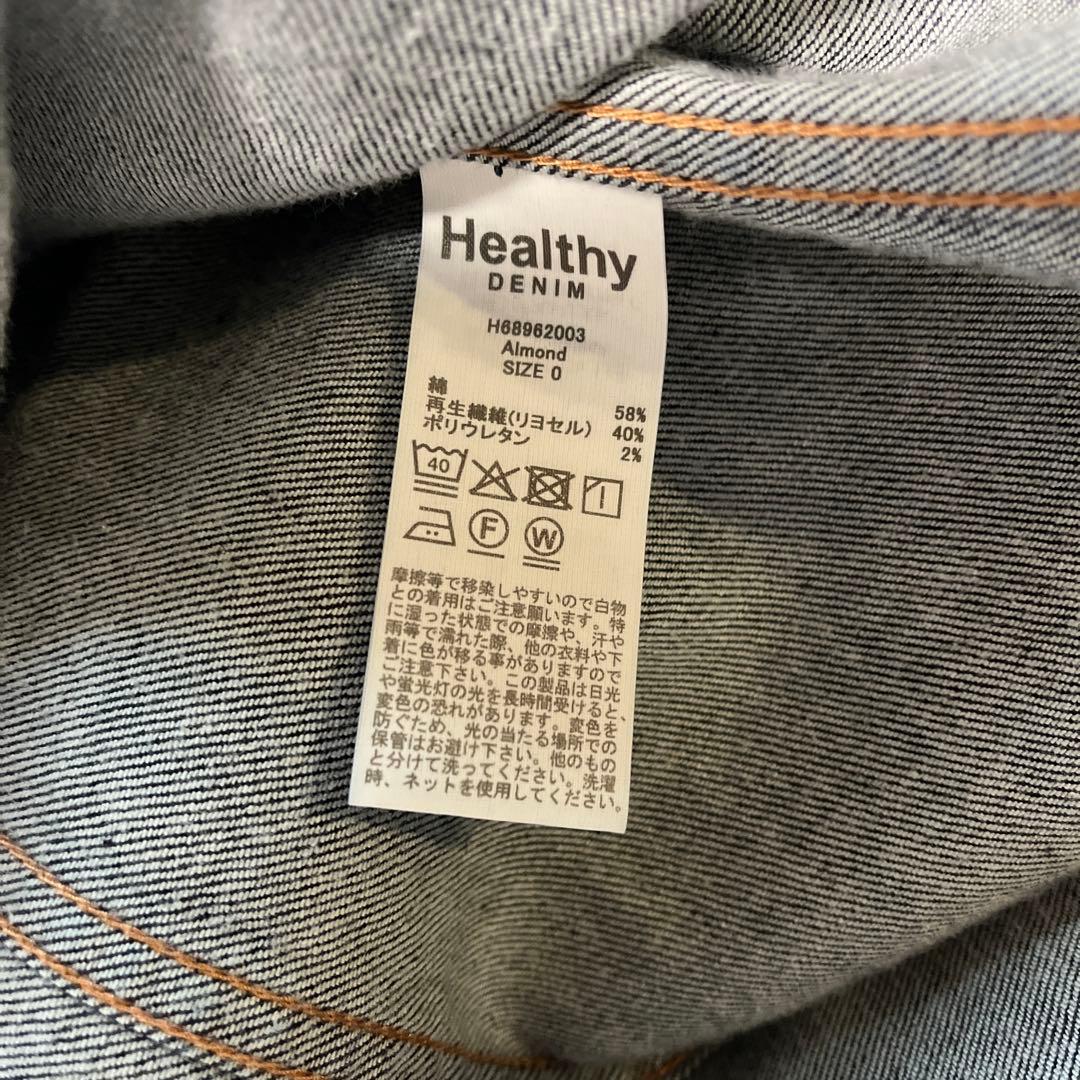 Healthy
DENIM
H68962003
Almond
SIZE 0
綿 58%
再生繊維(リヨセル) 40%
ポリウレタン 2%
40
F
W
摩擦等で移染しやすいので白物
との着用はご注意願います。特
に湿った状態での摩擦や、汗や
雨等で濡れた際、他の衣料や下
着に色が移る事がありますので
ご注意下さい。この製品は日光
や蛍光灯の光を長時間受けると、
変色の恐れがあります。変色を
防ぐため、光の当たる場所での
保管はお避け下さい。他のもの
と分けて洗ってください。洗濯
時、ネットを使用してください。